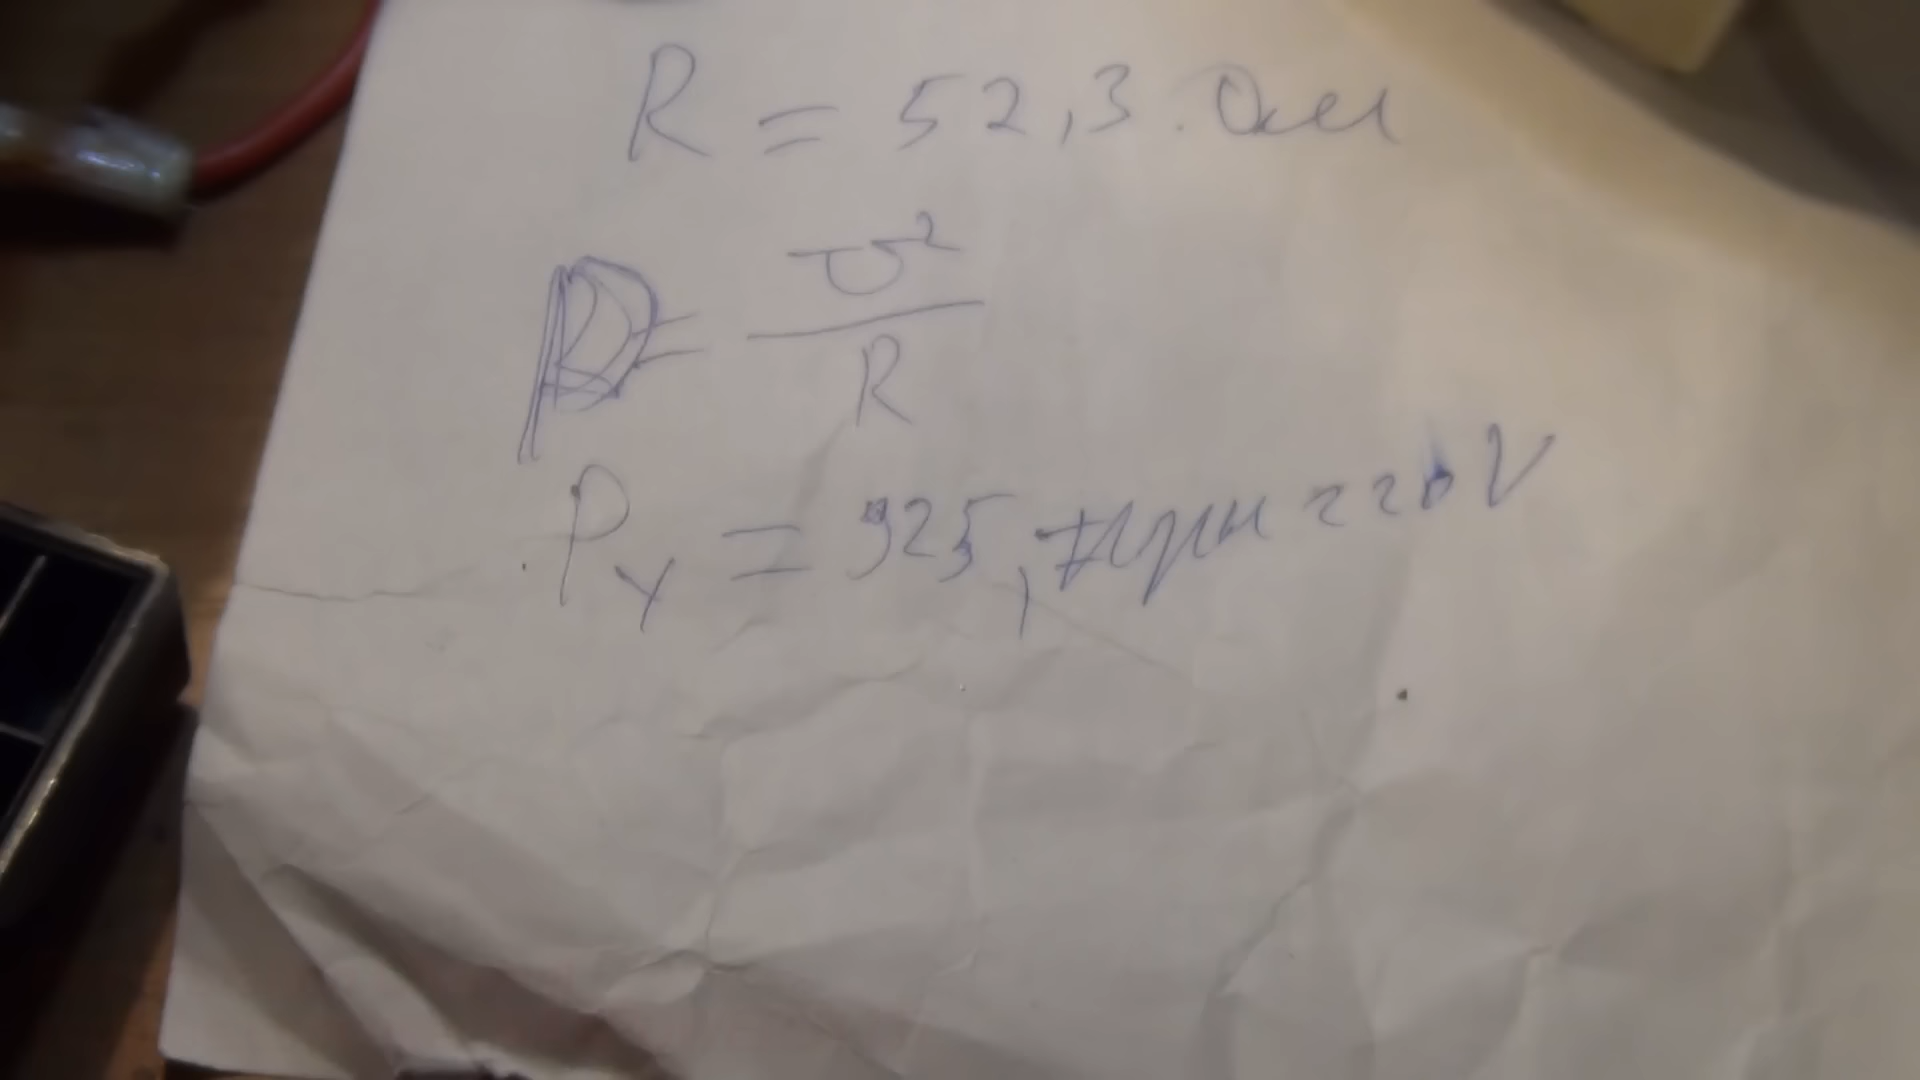 R = 52,3 Ом
P = U²/R
Pу = 925,7 при 220V